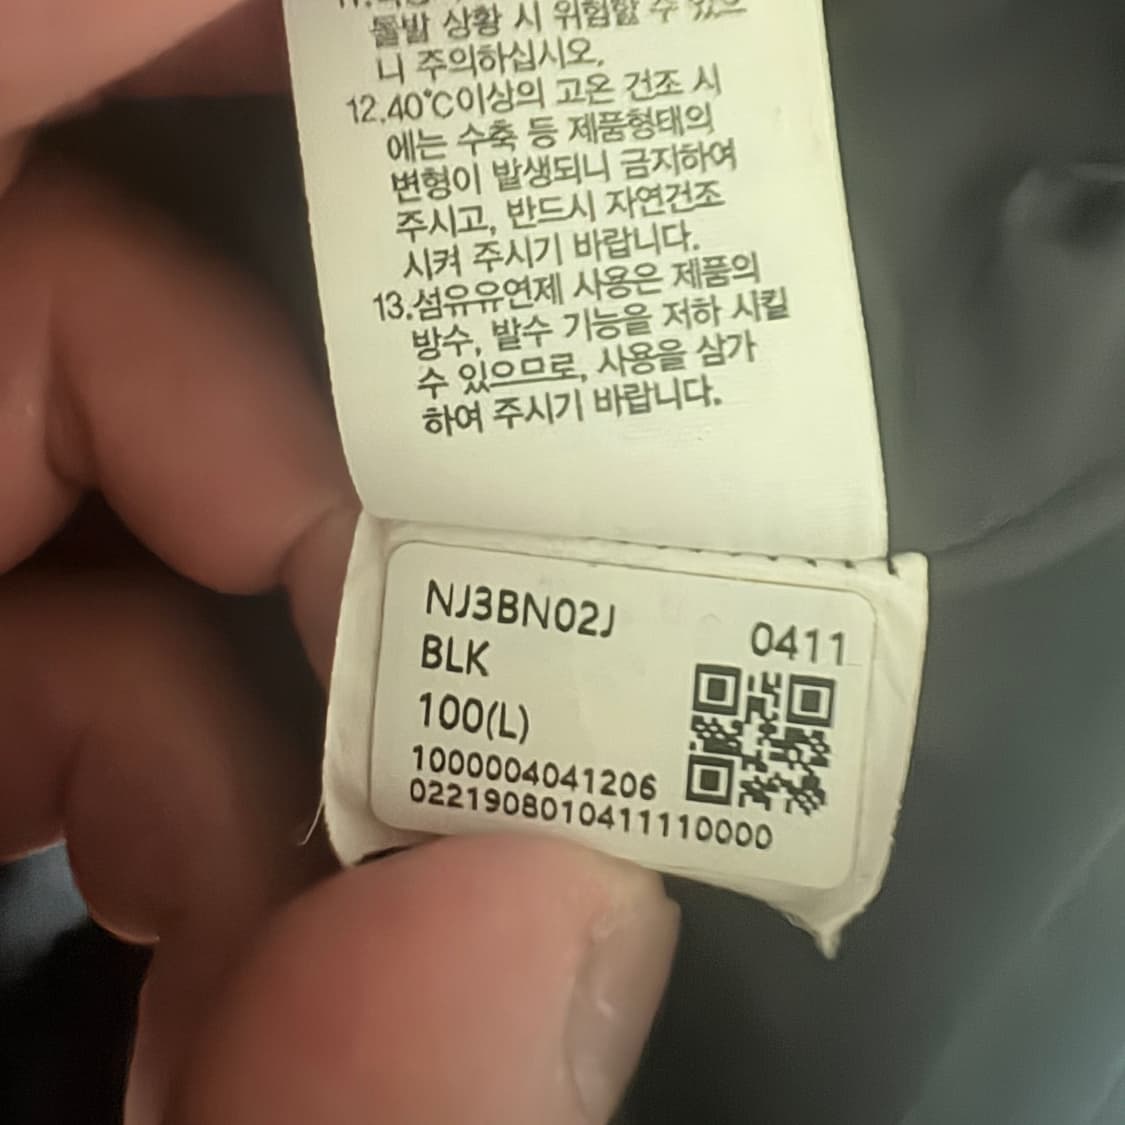 돌발 상황 시 위험할 수 있으
니 주의하십시오.
12.40℃이상의 고온 건조 시
에는 수축 등 제품형태의
변형이 발생되니 금지하여
주시고, 반드시 자연건조
시켜 주시기 바랍니다.
13.섬유유연제 사용은 제품의
방수, 발수 기능을 저하 시킬
수 있으므로, 사용을 삼가
하여 주시기 바랍니다.
NJ3BN02J
0411
BLK
100(L)
1000004041206
0221908010411110000